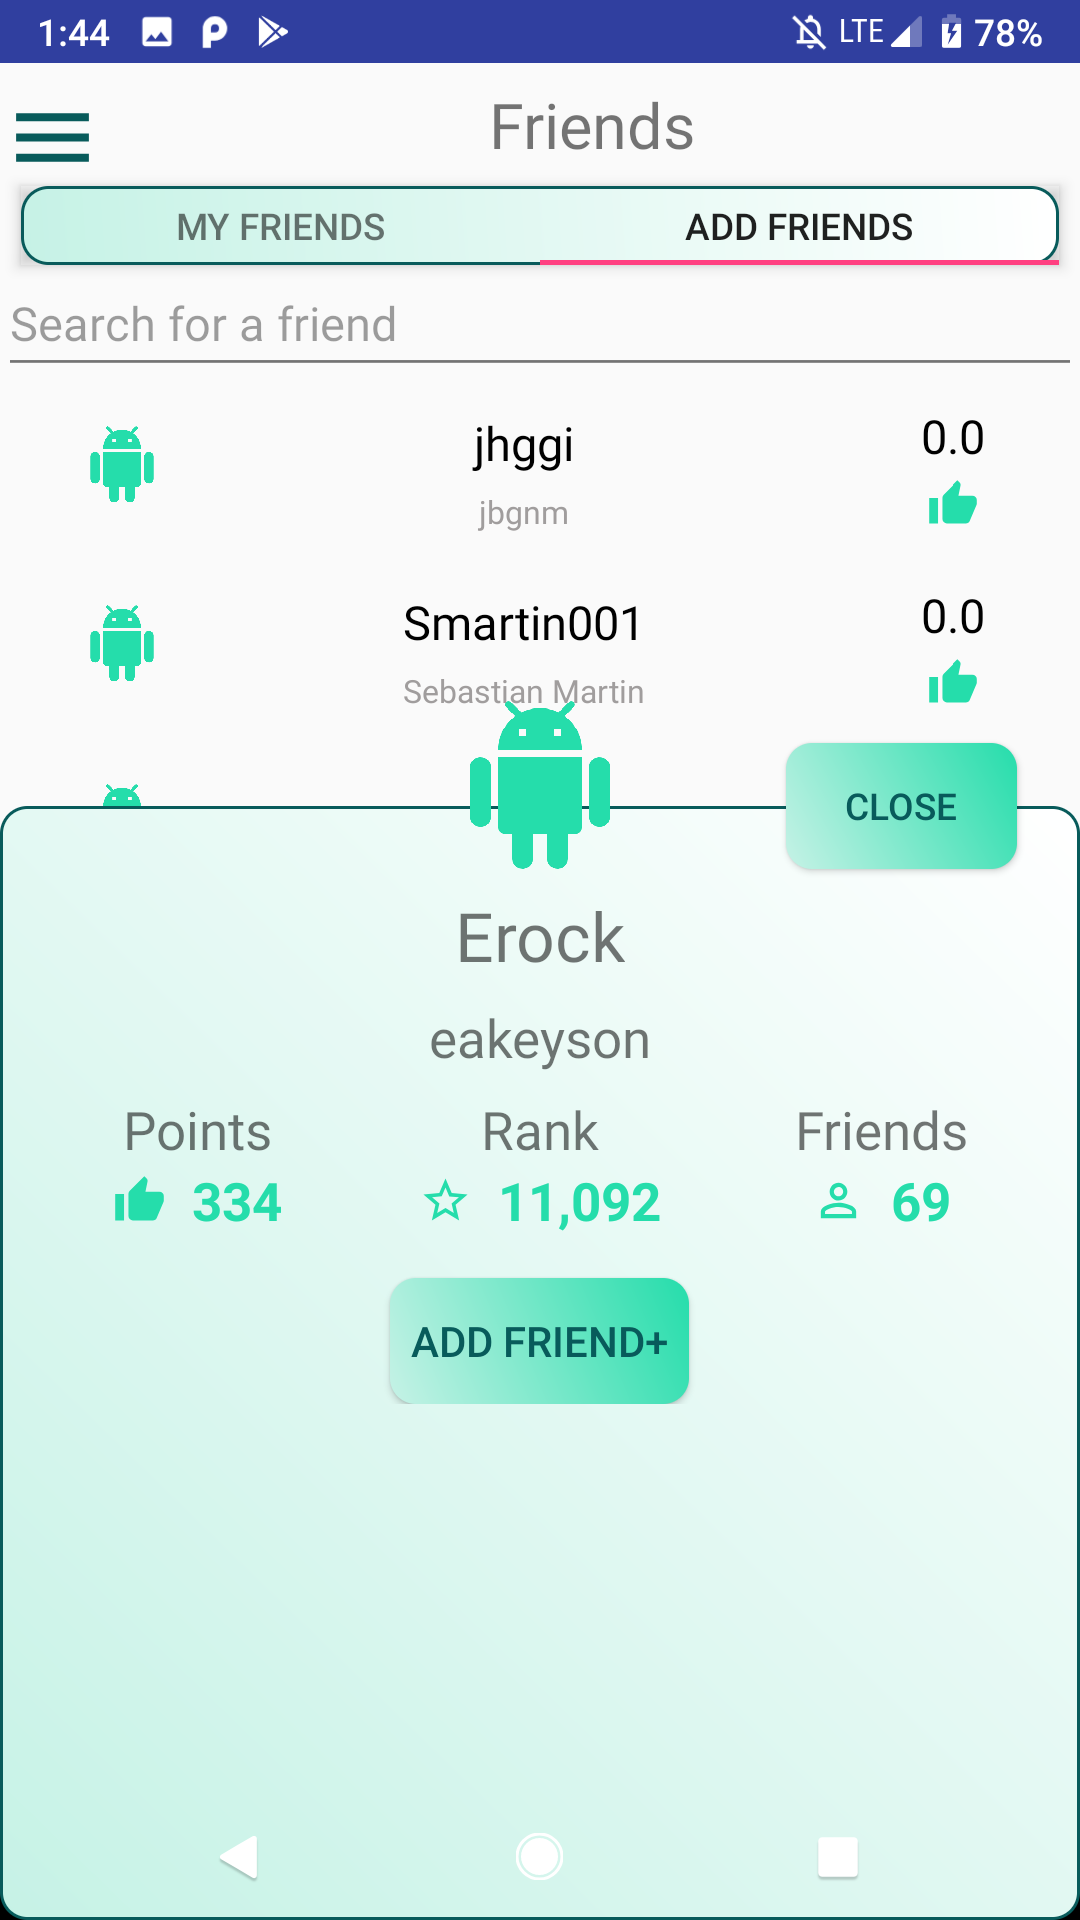 1:44 LTE 78%
Friends
MY FRIENDS ADD FRIENDS
Search for a friend
jhggi 0.0
jbgnm
Smartin001 0.0
Sebastian Martin
CLOSE
Erock
eakeyson
Points Rank Friends
334 11,092 69
ADD FRIEND+